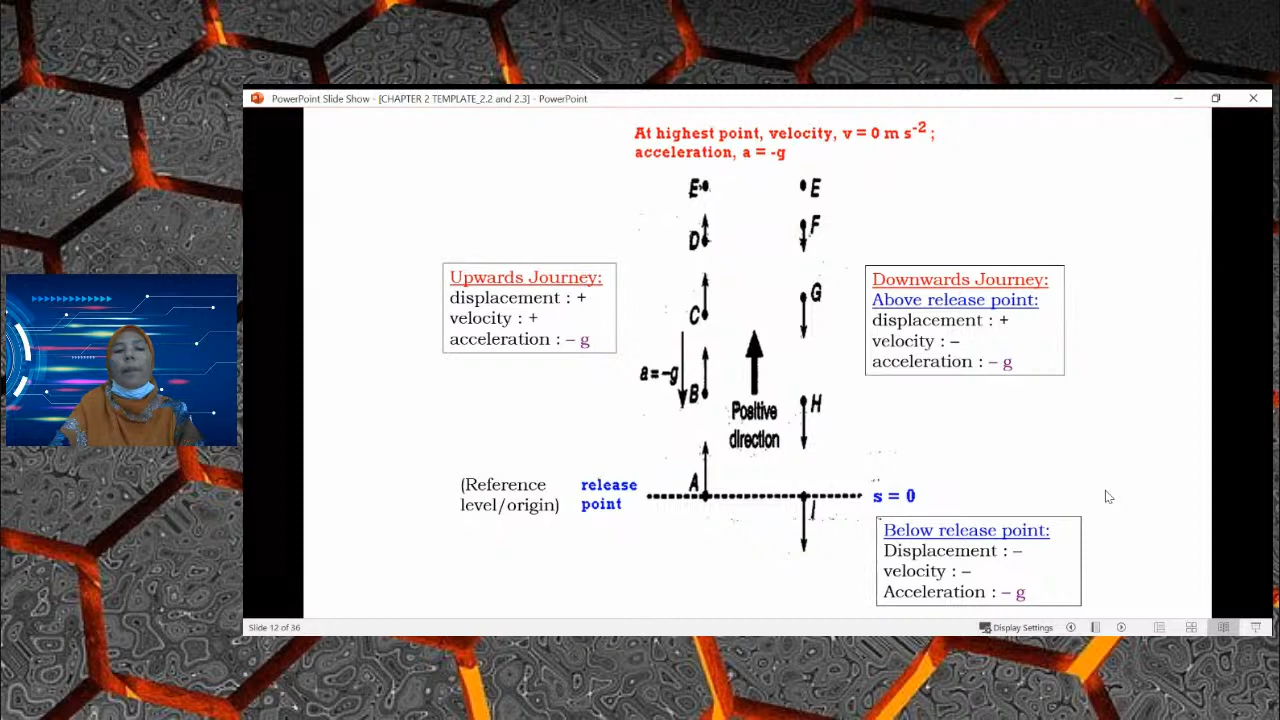 PowerPoint Slide Show - [CHAPTER 2 TEMPLATE_2.2 and 2.3] - PowerPoint
At highest point, velocity, v = 0 m s⁻² ;
acceleration, a = -g
E
E
D
F
Upwards Journey:
displacement : +
velocity : +
acceleration : – g
C
G
Downwards Journey:
Above release point:
displacement : +
velocity : –
acceleration : – g
a = –g
B
H
Positive
direction
A
(Reference
level/origin)
release
point
s = 0
I
Below release point:
Displacement : –
velocity : –
Acceleration : – g
Slide 12 of 36
Display Settings